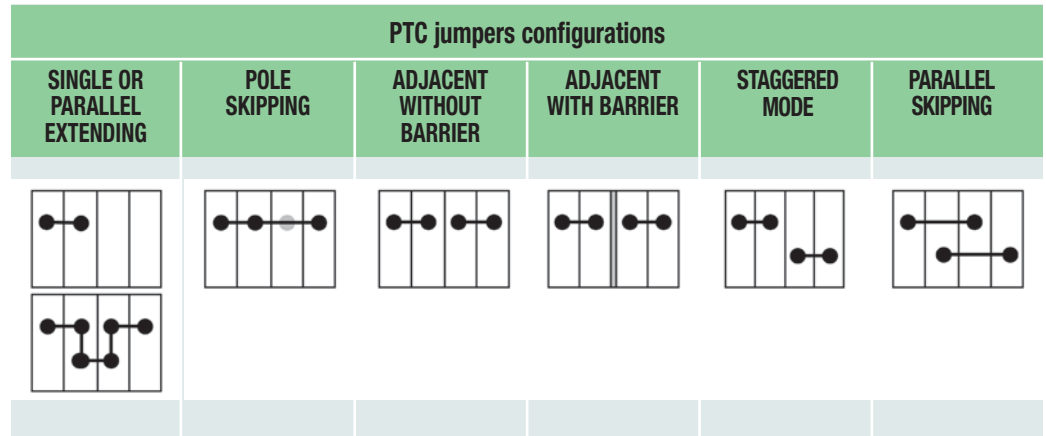 PTC jumpers configurations
SINGLE OR
PARALLEL
EXTENDING
POLE
SKIPPING
ADJACENT
WITHOUT
BARRIER
ADJACENT
WITH BARRIER
STAGGERED
MODE
PARALLEL
SKIPPING